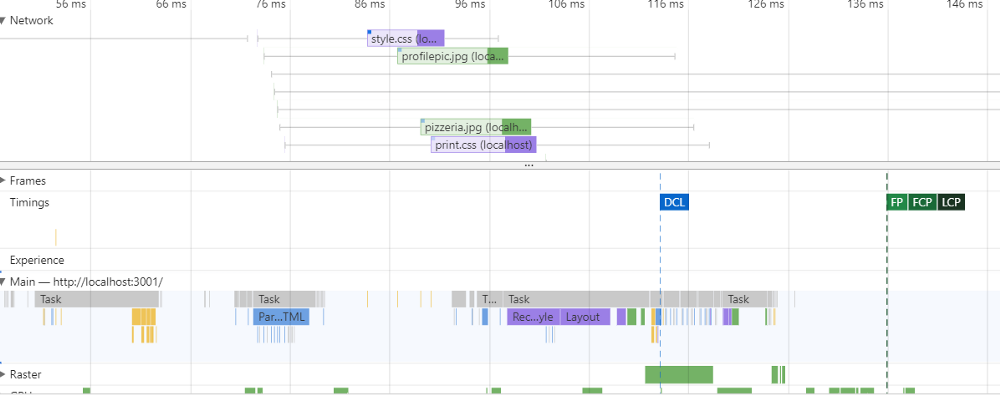 56 ms 66 ms 76 ms 86 ms 96 ms 106 ms 116 ms 126 ms 136 ms 146 ms
Network
style.css (lo...
profilepic.jpg (loca...
pizzeria.jpg (localh...
print.css (localhost)
...
Frames
Timings DCL FP FCP LCP
Experience
Main — http://localhost:3001/
Task Task T... Task Task
Par...TML Rec...yle Layout
Raster
GPU